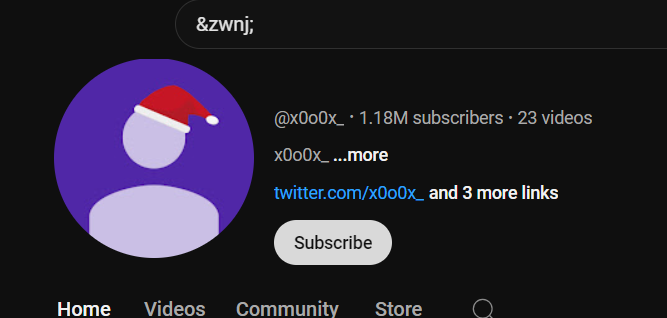 &zwnj;
@x0o0x_ · 1.18M subscribers · 23 videos
x0o0x_ ...more
twitter.com/x0o0x_ and 3 more links
Subscribe
Home Videos Community Store